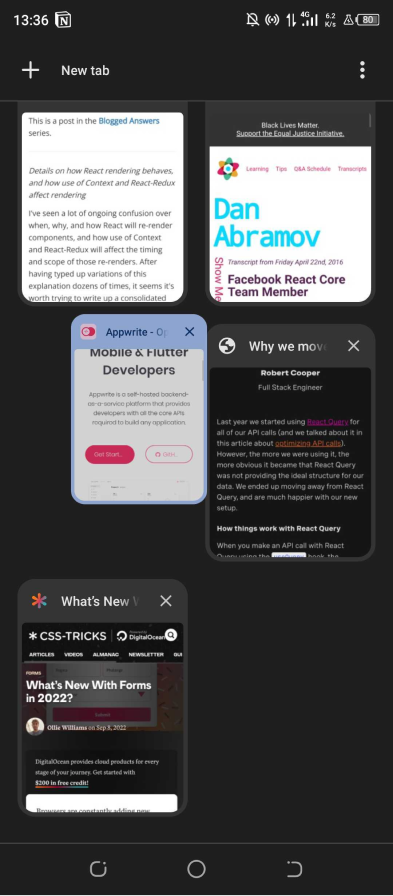 13:36
4G
6.2
K/s
80
New tab
This is a post in the Blogged Answers
series.
Details on how React rendering behaves,
and how use of Context and React-Redux
affect rendering
I've seen a lot of ongoing confusion over
when, why, and how React will re-render
components, and how use of Context
and React-Redux will affect the timing
and scope of those re-renders. After
having typed up variations of this
explanation dozens of times, it seems it's
worth trying to write up a consolidated
Black Lives Matter.
Support the Equal Justice Initiative.
Learning Tips Q&A Schedule Transcripts
Dan
Abramov
Show Me
Transcript from Friday April 22nd, 2016
Facebook React Core
Team Member
Appwrite - Op
Mobile & Flutter
Developers
Appwrite is a self-hosted backend-
as-a-service platform that provides
developers with all the core APIs
required to build any application.
Get Start..
Why we mov
Robert Cooper
Full Stack Engineer
Last year we started using React Query for
all of our API calls (and we talked about it in
this article about optimizing API calls).
However, the more we were using it, the
more obvious it became that React Query
was not providing the ideal structure for our
data. We ended up moving away from React
Query, and are much happier with our new
setup.
How things work with React Query
When you make an API call with React
What's New W
CSS-TRICKS
DigitalOcean
ARTICLES VIDEOS ALMANAC NEWSLETTER GUI
FORMS
What's New With Forms
in 2022?
Submit
Ollie Williams on Sep 8, 2022
DigitalOcean provides cloud products for every
stage of your journey. Get started with
$200 in free credit!
Browsers are constantly adding new